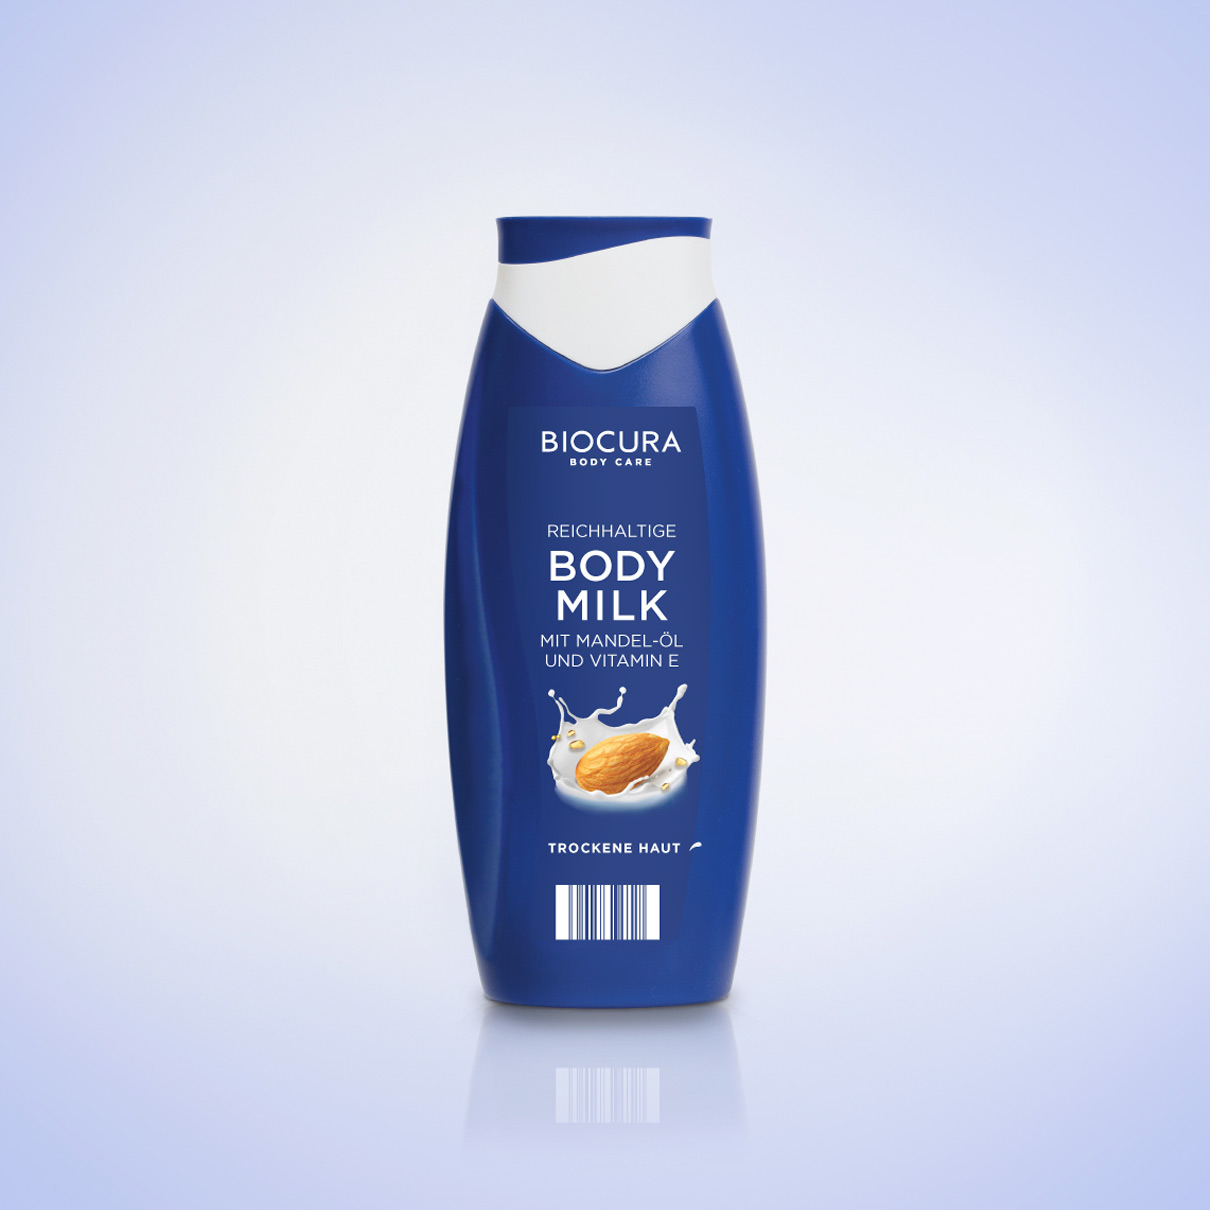 BIOCURA
BODY CARE
REICHHALTIGE
BODY
MILK
MIT MANDEL-ÖL
UND VITAMIN E
TROCKENE HAUT